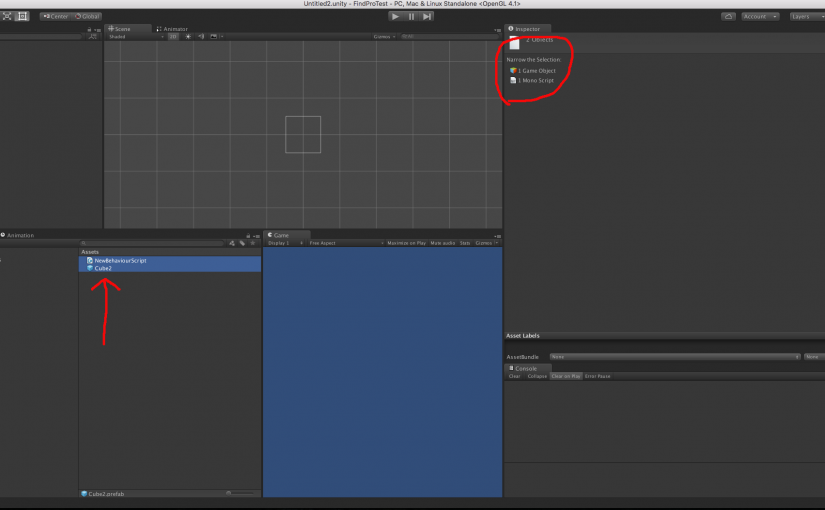 Untitled2.unity - FindProTest - PC, Mac & Linux Standalone <OpenGL 4.1>
Center Global
Account
Layers
Scene Animator
Shaded 2D Gizmos
Inspector
2 Objects
Narrow the Selection:
1 Game Object
1 Mono Script
Animation
Assets
NewBehaviourScript
Cube2
Cube2.prefab
Game
Display 1 Free Aspect Maximize on Play Mute audio Stats Gizmos
Asset Labels
AssetBundle None None
Console
Clear Collapse Clear on Play Error Pause